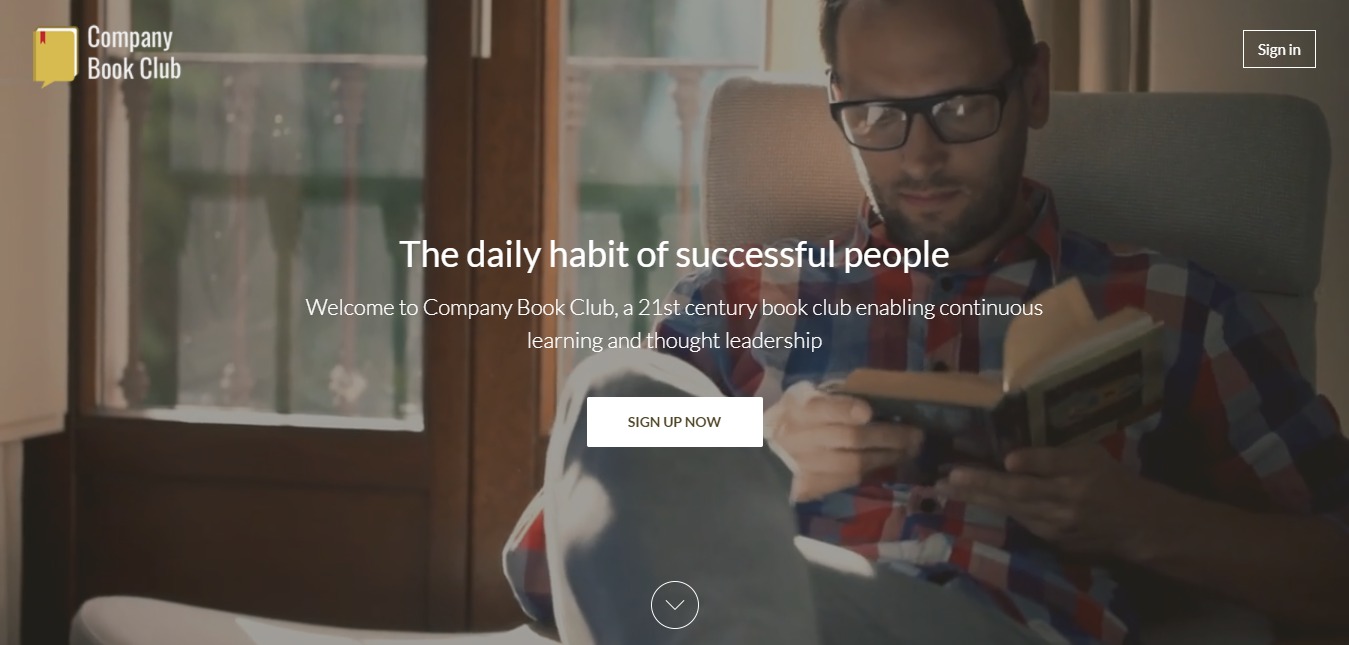 Company
Book Club
Sign in
The daily habit of successful people
Welcome to Company Book Club, a 21st century book club enabling continuous
learning and thought leadership
SIGN UP NOW